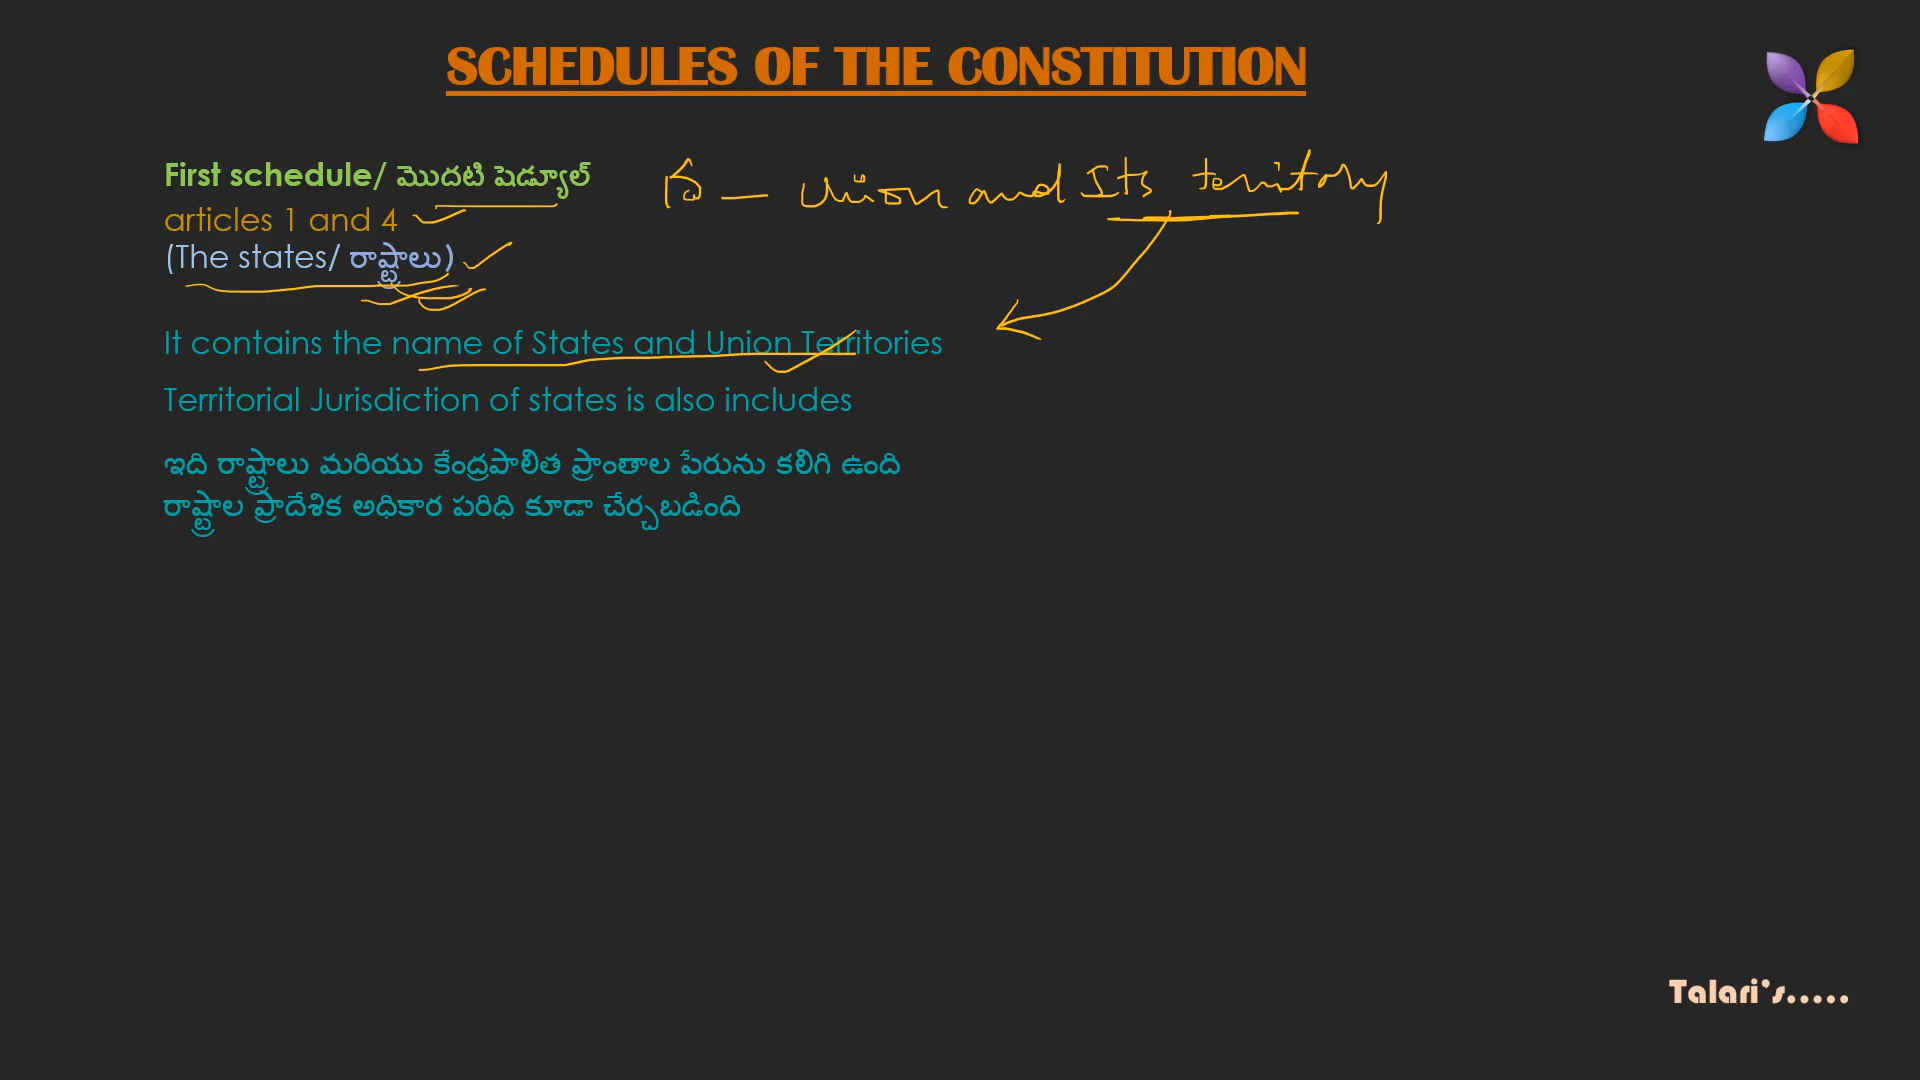 SCHEDULES OF THE CONSTITUTION
First schedule/ మొదటి షెడ్యూల్
articles 1 and 4
(The states/ రాష్ట్రాలు)
— Union and Its territory
It contains the name of States and Union Territories
Territorial Jurisdiction of states is also includes
ఇది రాష్ట్రాలు మరియు కేంద్రపాలిత ప్రాంతాల పేరును కలిగి ఉంది
రాష్ట్రాల ప్రాదేశిక అధికార పరిధి కూడా చేర్చబడింది
Talari's.....